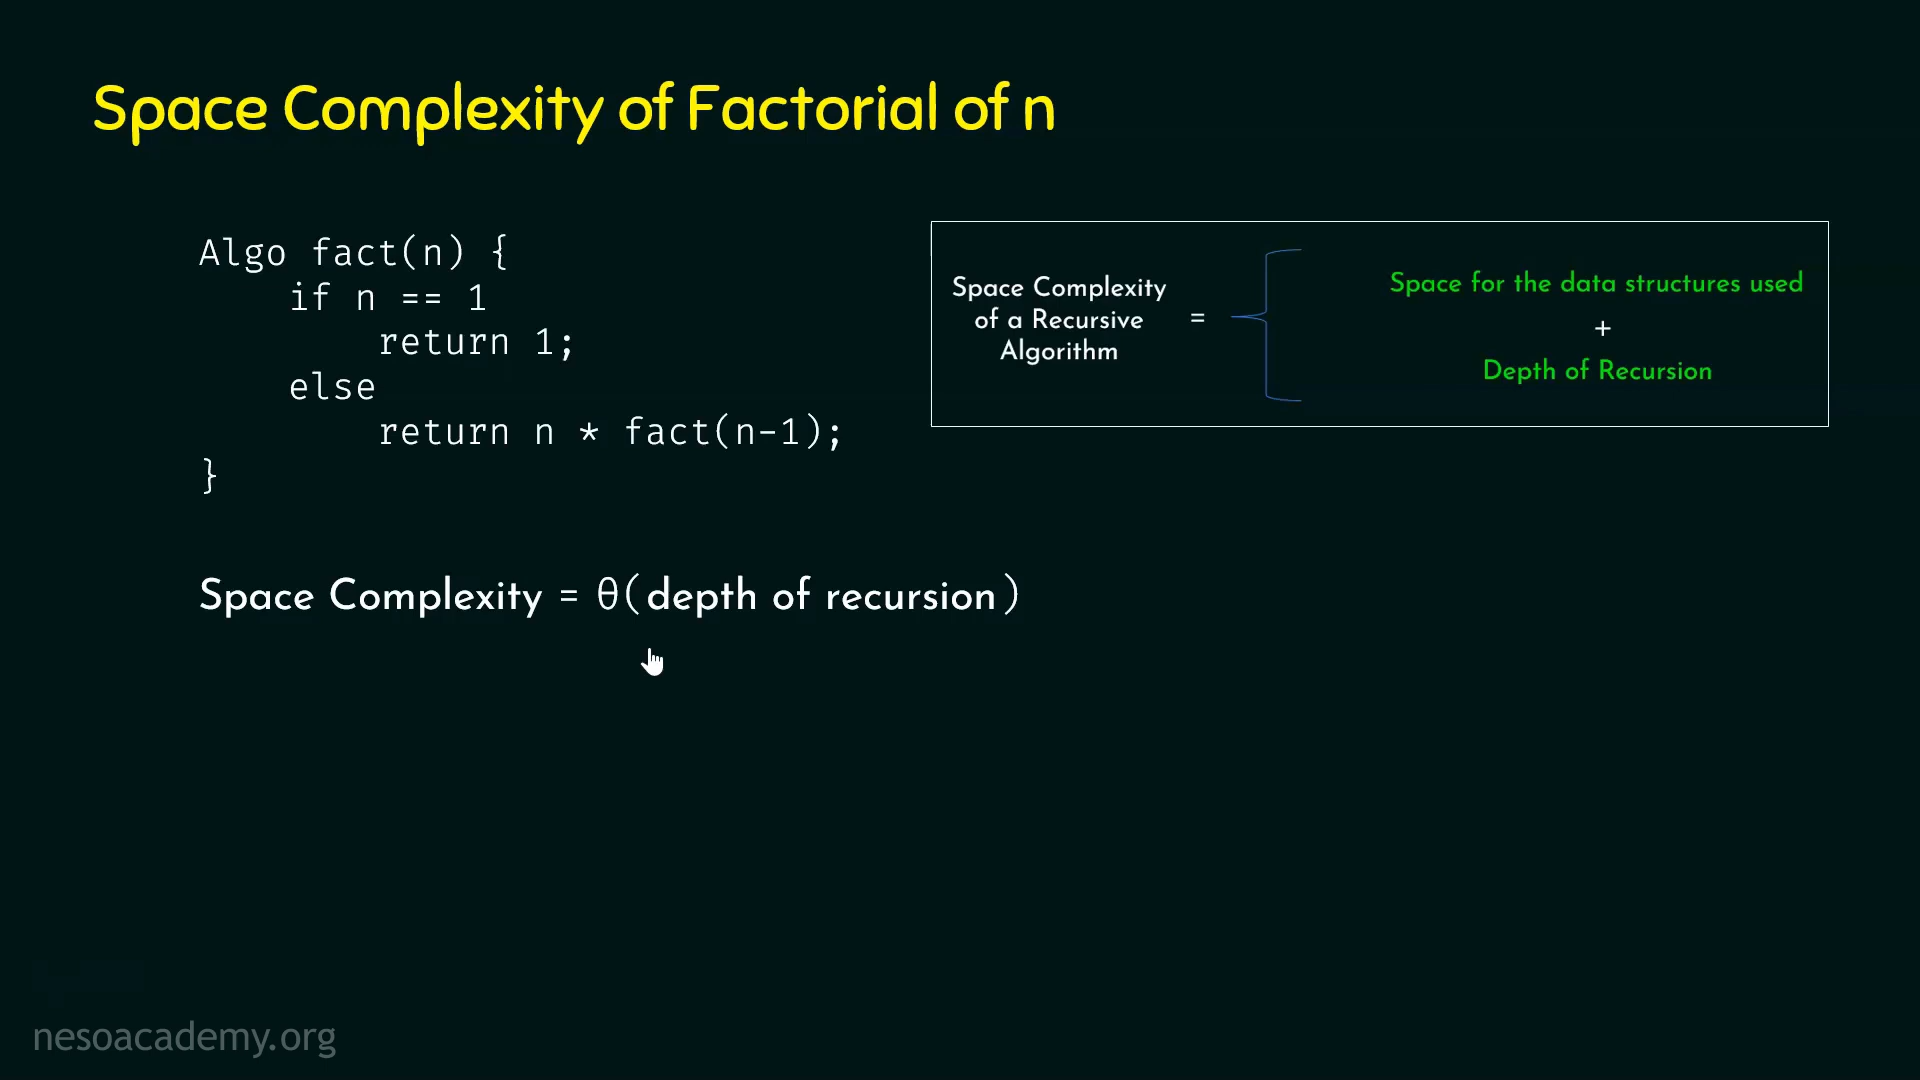 Space Complexity of Factorial of n
Algo fact(n) {
if n == 1
return 1;
else
return n * fact(n-1);
}
Space Complexity
of a Recursive
Algorithm
=
Space for the data structures used
+
Depth of Recursion
Space Complexity = θ(depth of recursion)
nesoacademy.org